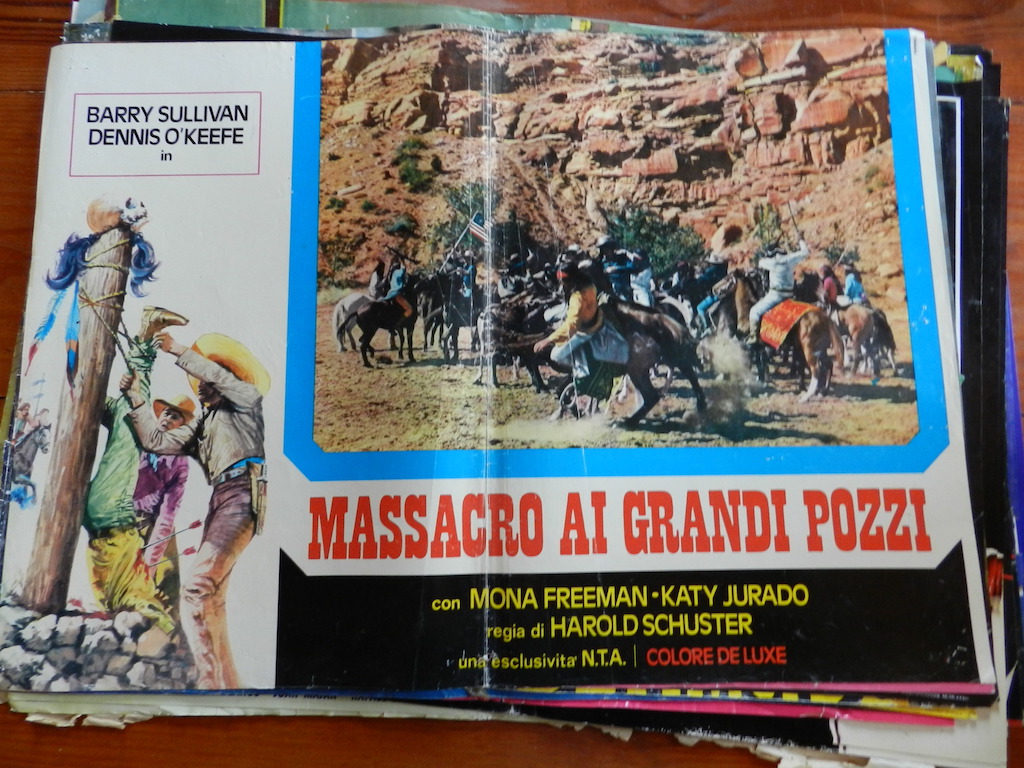 BARRY SULLIVAN
DENNIS O'KEEFE
in
MASSACRO AI GRANDI POZZI
con MONA FREEMAN • KATY JURADO
regia di HAROLD SCHUSTER
una esclusività N.T.A. | COLORE DE LUXE